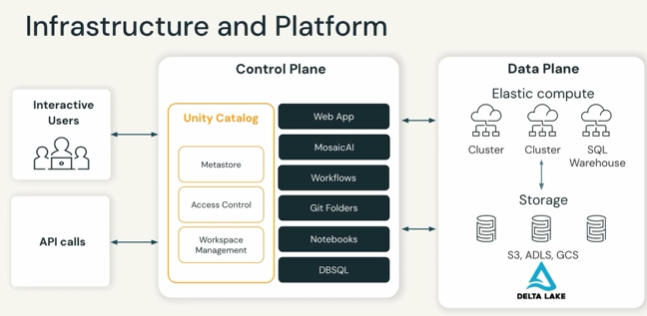 Infrastructure and Platform
Interactive
Users
API calls
Control Plane
Unity Catalog
Metastore
Access Control
Workspace
Management
Web App
MosaicAI
Workflows
Git Folders
Notebooks
DBSQL
Data Plane
Elastic compute
Cluster
Cluster
SQL
Warehouse
Storage
S3, ADLS, GCS
DELTA LAKE